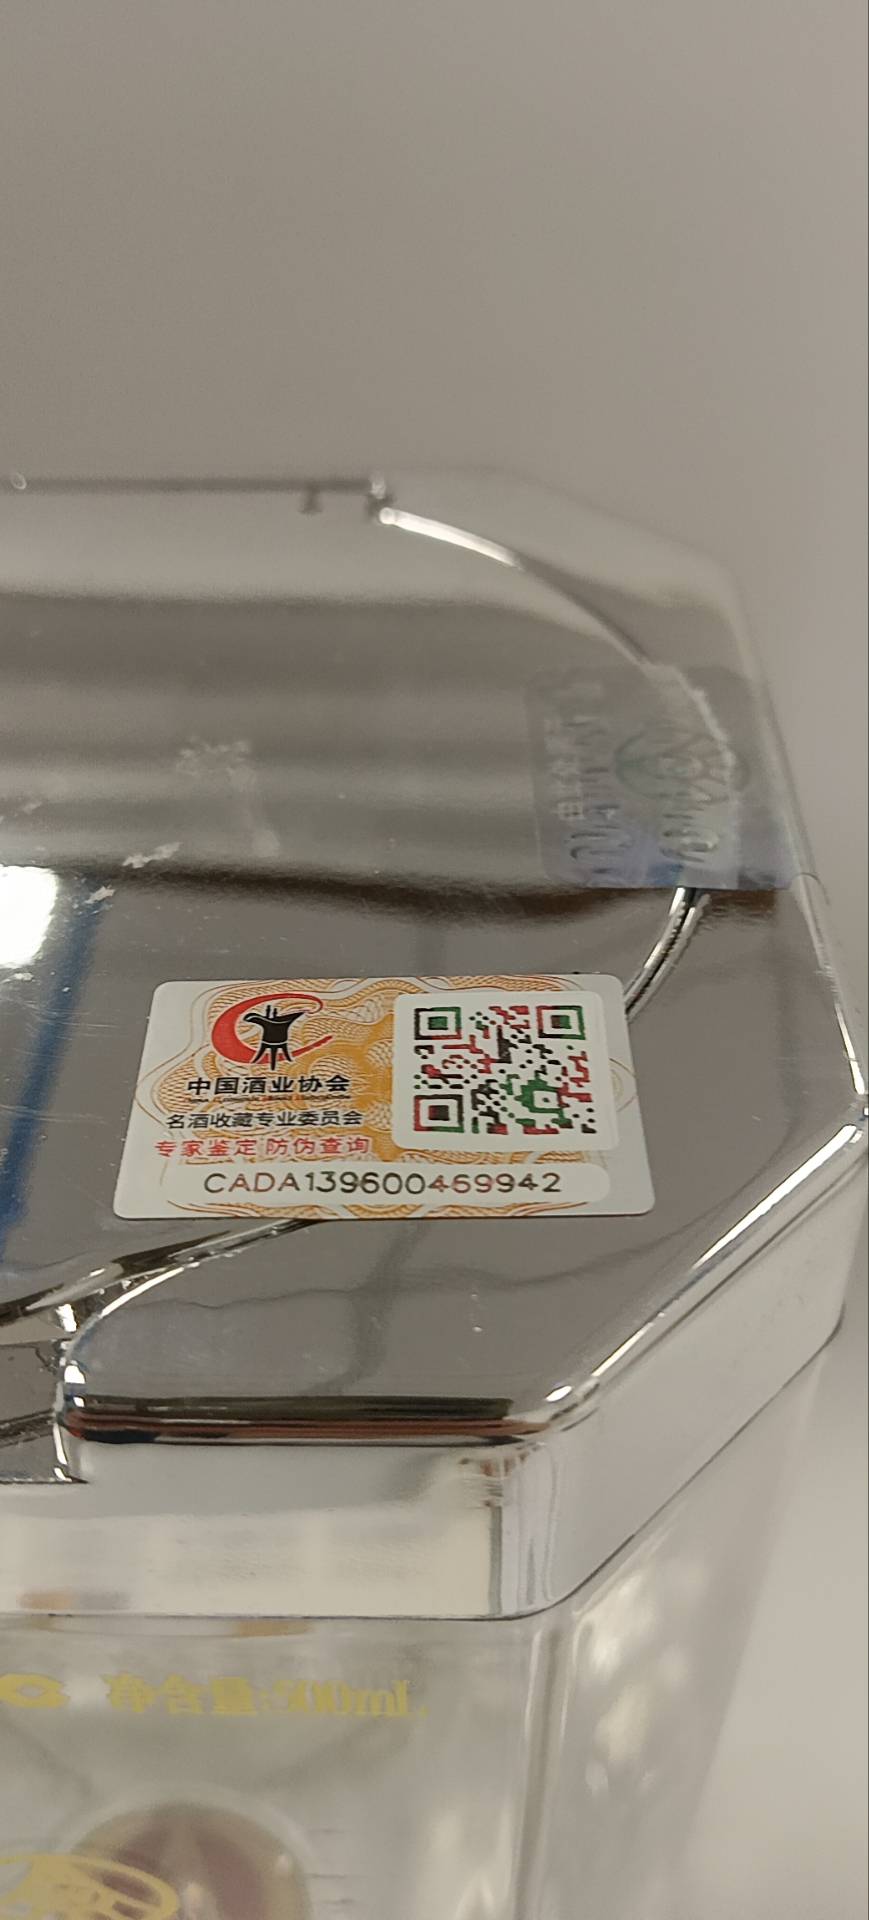 中国酒业协会
名酒收藏专业委员会
专家鉴定 防伪查询
CADA139600469942
净含量:500mL